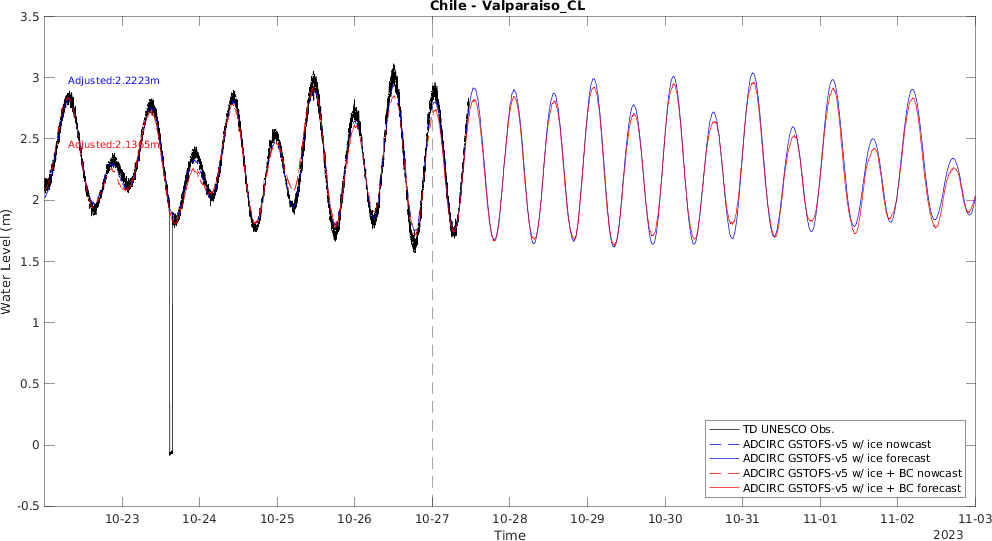 Chile - Valparaiso_CL
3.5
3
2.5
2
1.5
1
0.5
0
-0.5
Water Level (m)
Adjusted:2.2223m
Adjusted:2.1365m
TD UNESCO Obs.
ADCIRC GSTOFS-v5 w/ ice nowcast
ADCIRC GSTOFS-v5 w/ ice forecast
ADCIRC GSTOFS-v5 w/ ice + BC nowcast
ADCIRC GSTOFS-v5 w/ ice + BC forecast
10-23 10-24 10-25 10-26 10-27 10-28 10-29 10-30 10-31 11-01 11-02 11-03
Time
2023